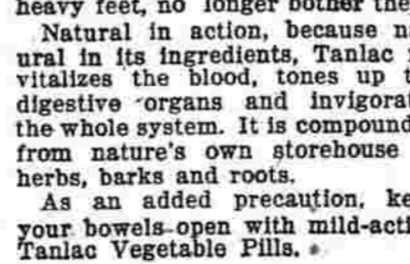 heavy feet, no longer bother the
Natural in action, because n
ural in its ingredients, Tanlac
vitalizes the blood, tones up t
digestive organs and invigora
the whole system. It is compound
from nature's own storehouse
herbs, barks and roots.
As an added precaution, ke
your bowels open with mild-acti
Tanlac Vegetable Pills.